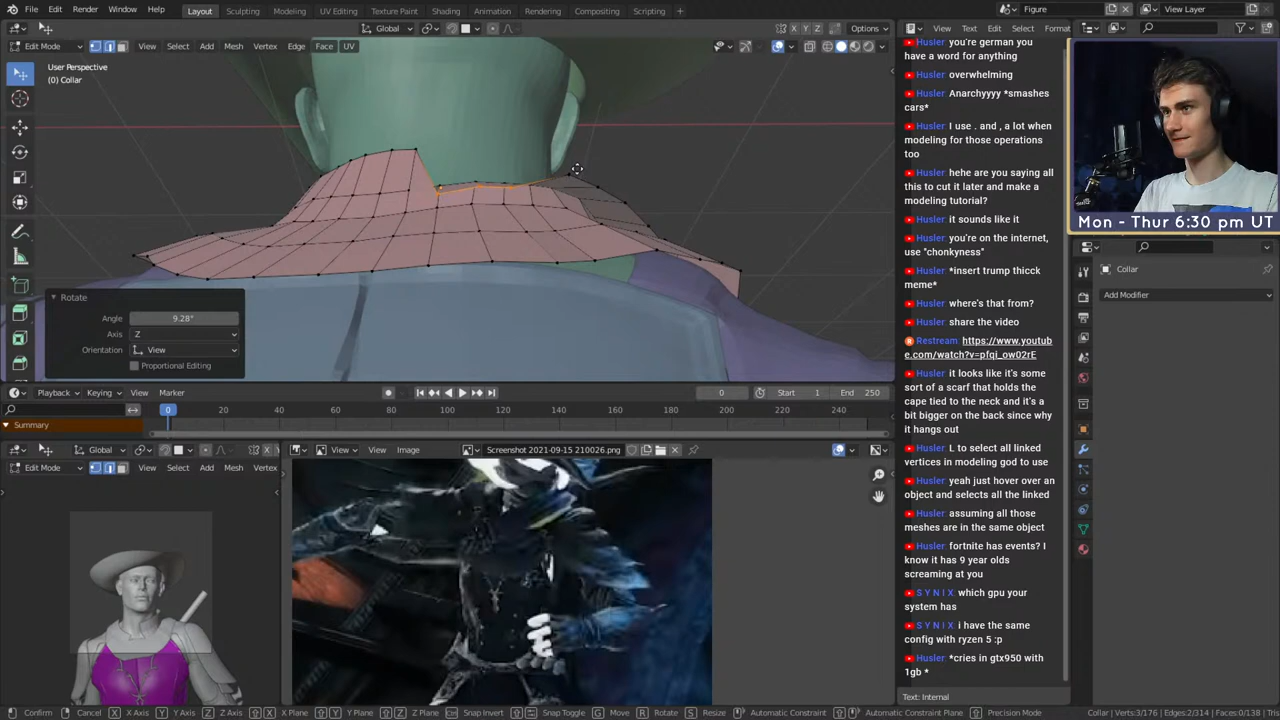 File Edit Render Window Help Layout Sculpting Modeling UV Editing Texture Paint Shading Animation Rendering Compositing Scripting + Figure View Layer
Global Options X Y Z View Text Edit Select Format
Edit Mode View Select Add Mesh Vertex Edge Face UV
User Perspective
(0) Collar
Rotate
Angle 9.28°
Axis Z
Orientation View
Proportional Editing
Playback Keying View Marker 0 Start 1 End 250
0 20 40 60 80 100 120 140 160 180 200 220 240
Summary
Global View View Image Screenshot 2021-09-15 210026.png
Edit Mode View Select Add Mesh Vertex
Husler you're german you
have a word for anything
Husler overwhelming
Husler Anarchyyyy *smashes
cars*
Husler I use . and , a lot when
modeling for those operations
too
Husler hehe are you saying all
this to cut it later and make a
modeling tutorial?
Husler it sounds like it
Husler you're on the internet,
use "chonkyness"
Husler *insert trump thicck
meme*
Husler where's that from?
Husler share the video
Restream https://www.youtub
e.com/watch?v=pfqi_ow02rE
Husler it looks like it's some
sort of a scarf that holds the
cape tied to the neck and it's a
bit bigger on the back since why
it hangs out
Husler L to select all linked
vertices in modeling god to use
Husler yeah just hover over an
object and selects all the linked
Husler assuming all those
meshes are in the same object
Husler fortnite has events? I
know it has 9 year olds
screaming at you
S Y N I X which gpu your
system has
S Y N I X i have the same
config with ryzen 5 :p
Husler *cries in gtx950 with
1gb *
Text: Internal
Mon - Thur 6:30 pm UT
Collar
Add Modifier
Confirm Cancel X X Axis Y Y Axis Z Z Axis X X Plane Y Y Plane Z Z Plane Ctrl Snap Invert Snap Toggle G Move R Rotate S Resize Automatic Constraint Automatic Constraint Plane Precision Mode Collar | Verts:3/176 | Edges:2/314 | Faces:0/138 | Tri